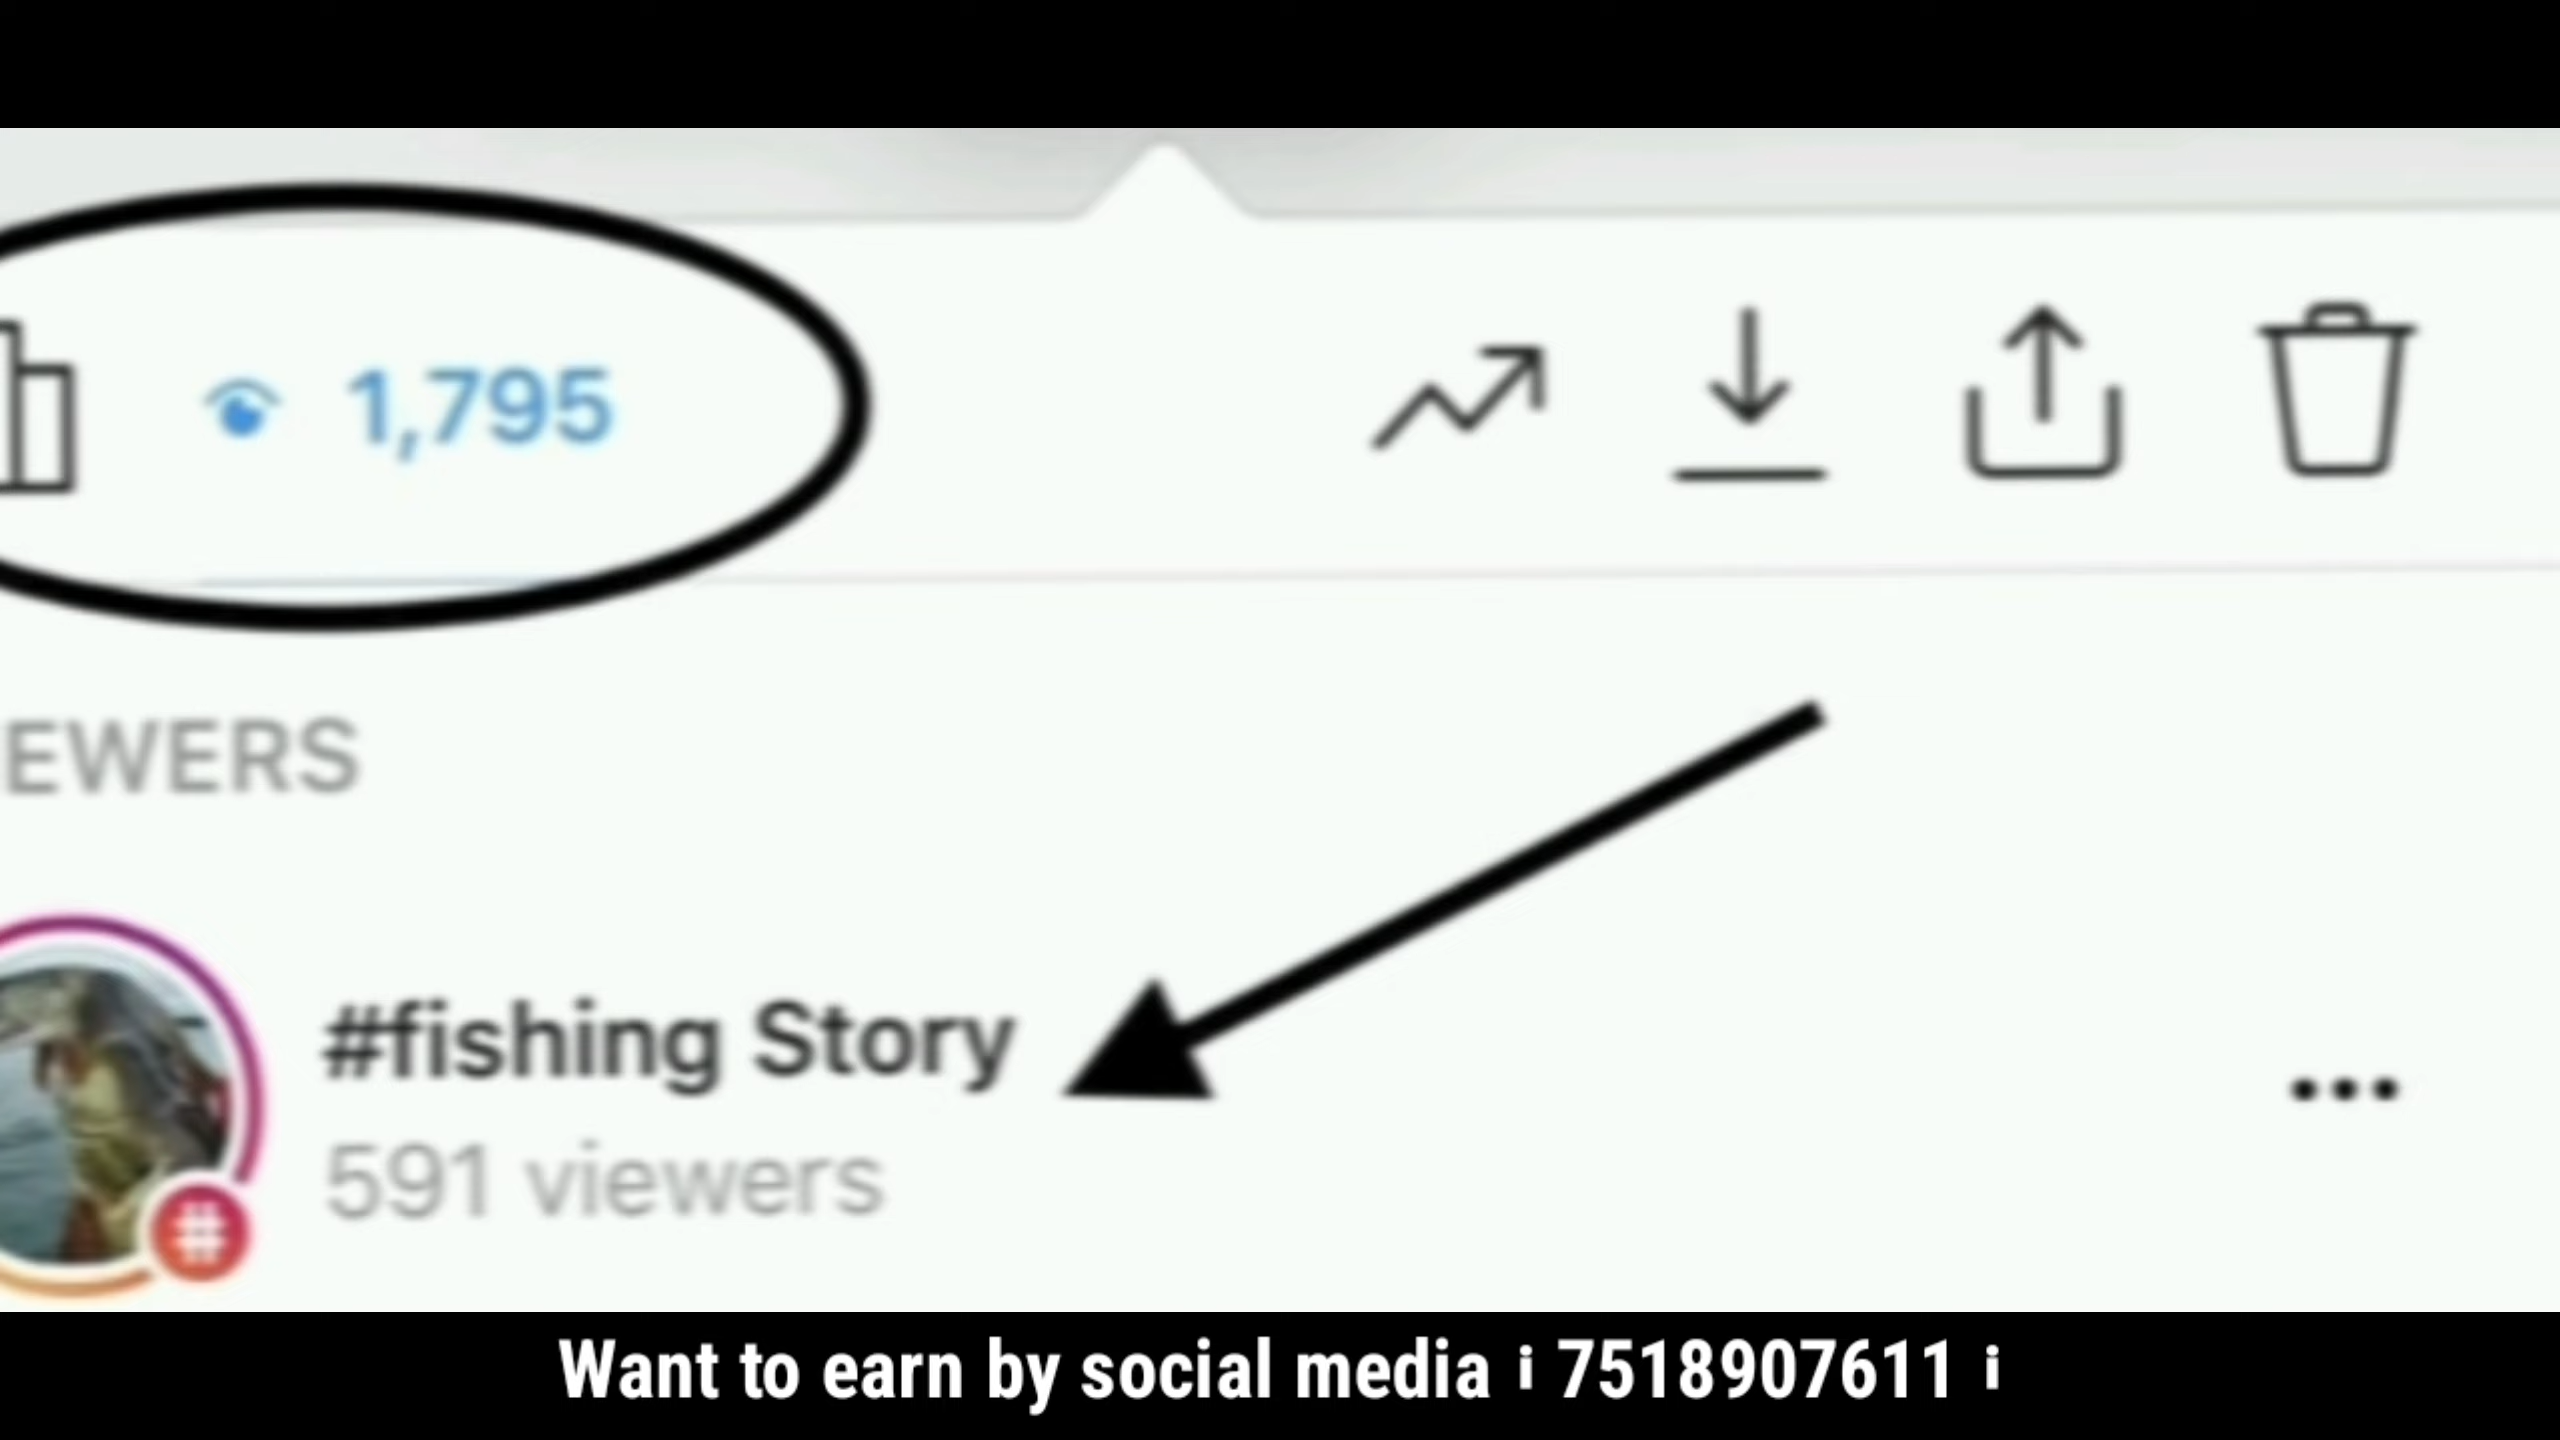 1,795
EWERS
#fishing Story
591 viewers
Want to earn by social media ¡ 7518907611 ¡